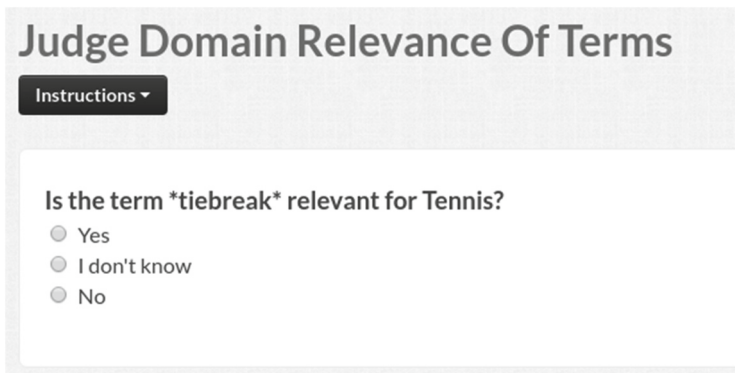 Judge Domain Relevance Of Terms
Instructions
Is the term *tiebreak* relevant for Tennis?
Yes
I don't know
No